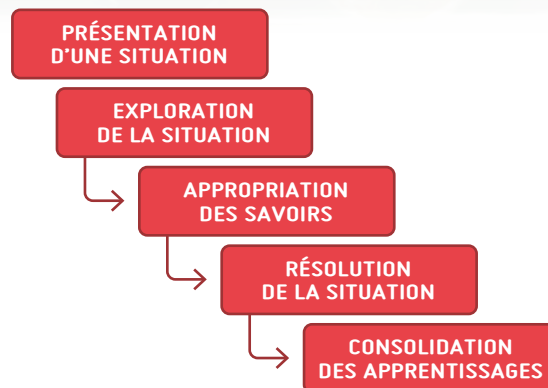 PRÉSENTATION
D'UNE SITUATION
EXPLORATION
DE LA SITUATION
APPROPRIATION
DES SAVOIRS
RÉSOLUTION
DE LA SITUATION
CONSOLIDATION
DES APPRENTISSAGES